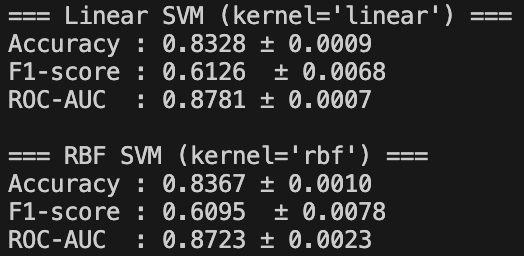 === Linear SVM (kernel='linear') ===
Accuracy : 0.8328 ± 0.0009
F1-score : 0.6126  ± 0.0068
ROC-AUC  : 0.8781 ± 0.0007

=== RBF SVM (kernel='rbf') ===
Accuracy : 0.8367 ± 0.0010
F1-score : 0.6095  ± 0.0078
ROC-AUC  : 0.8723 ± 0.0023